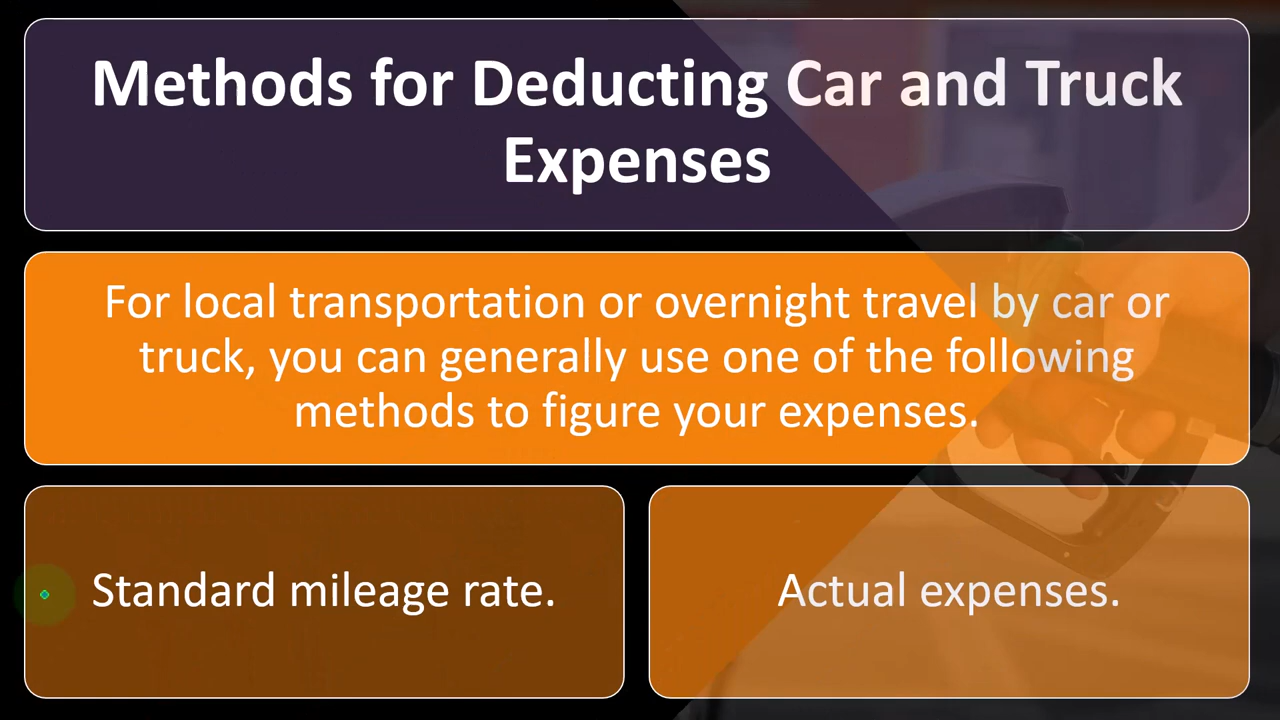 Methods for Deducting Car and Truck
Expenses
For local transportation or overnight travel by car or
truck, you can generally use one of the following
methods to figure your expenses.
Standard mileage rate.
Actual expenses.